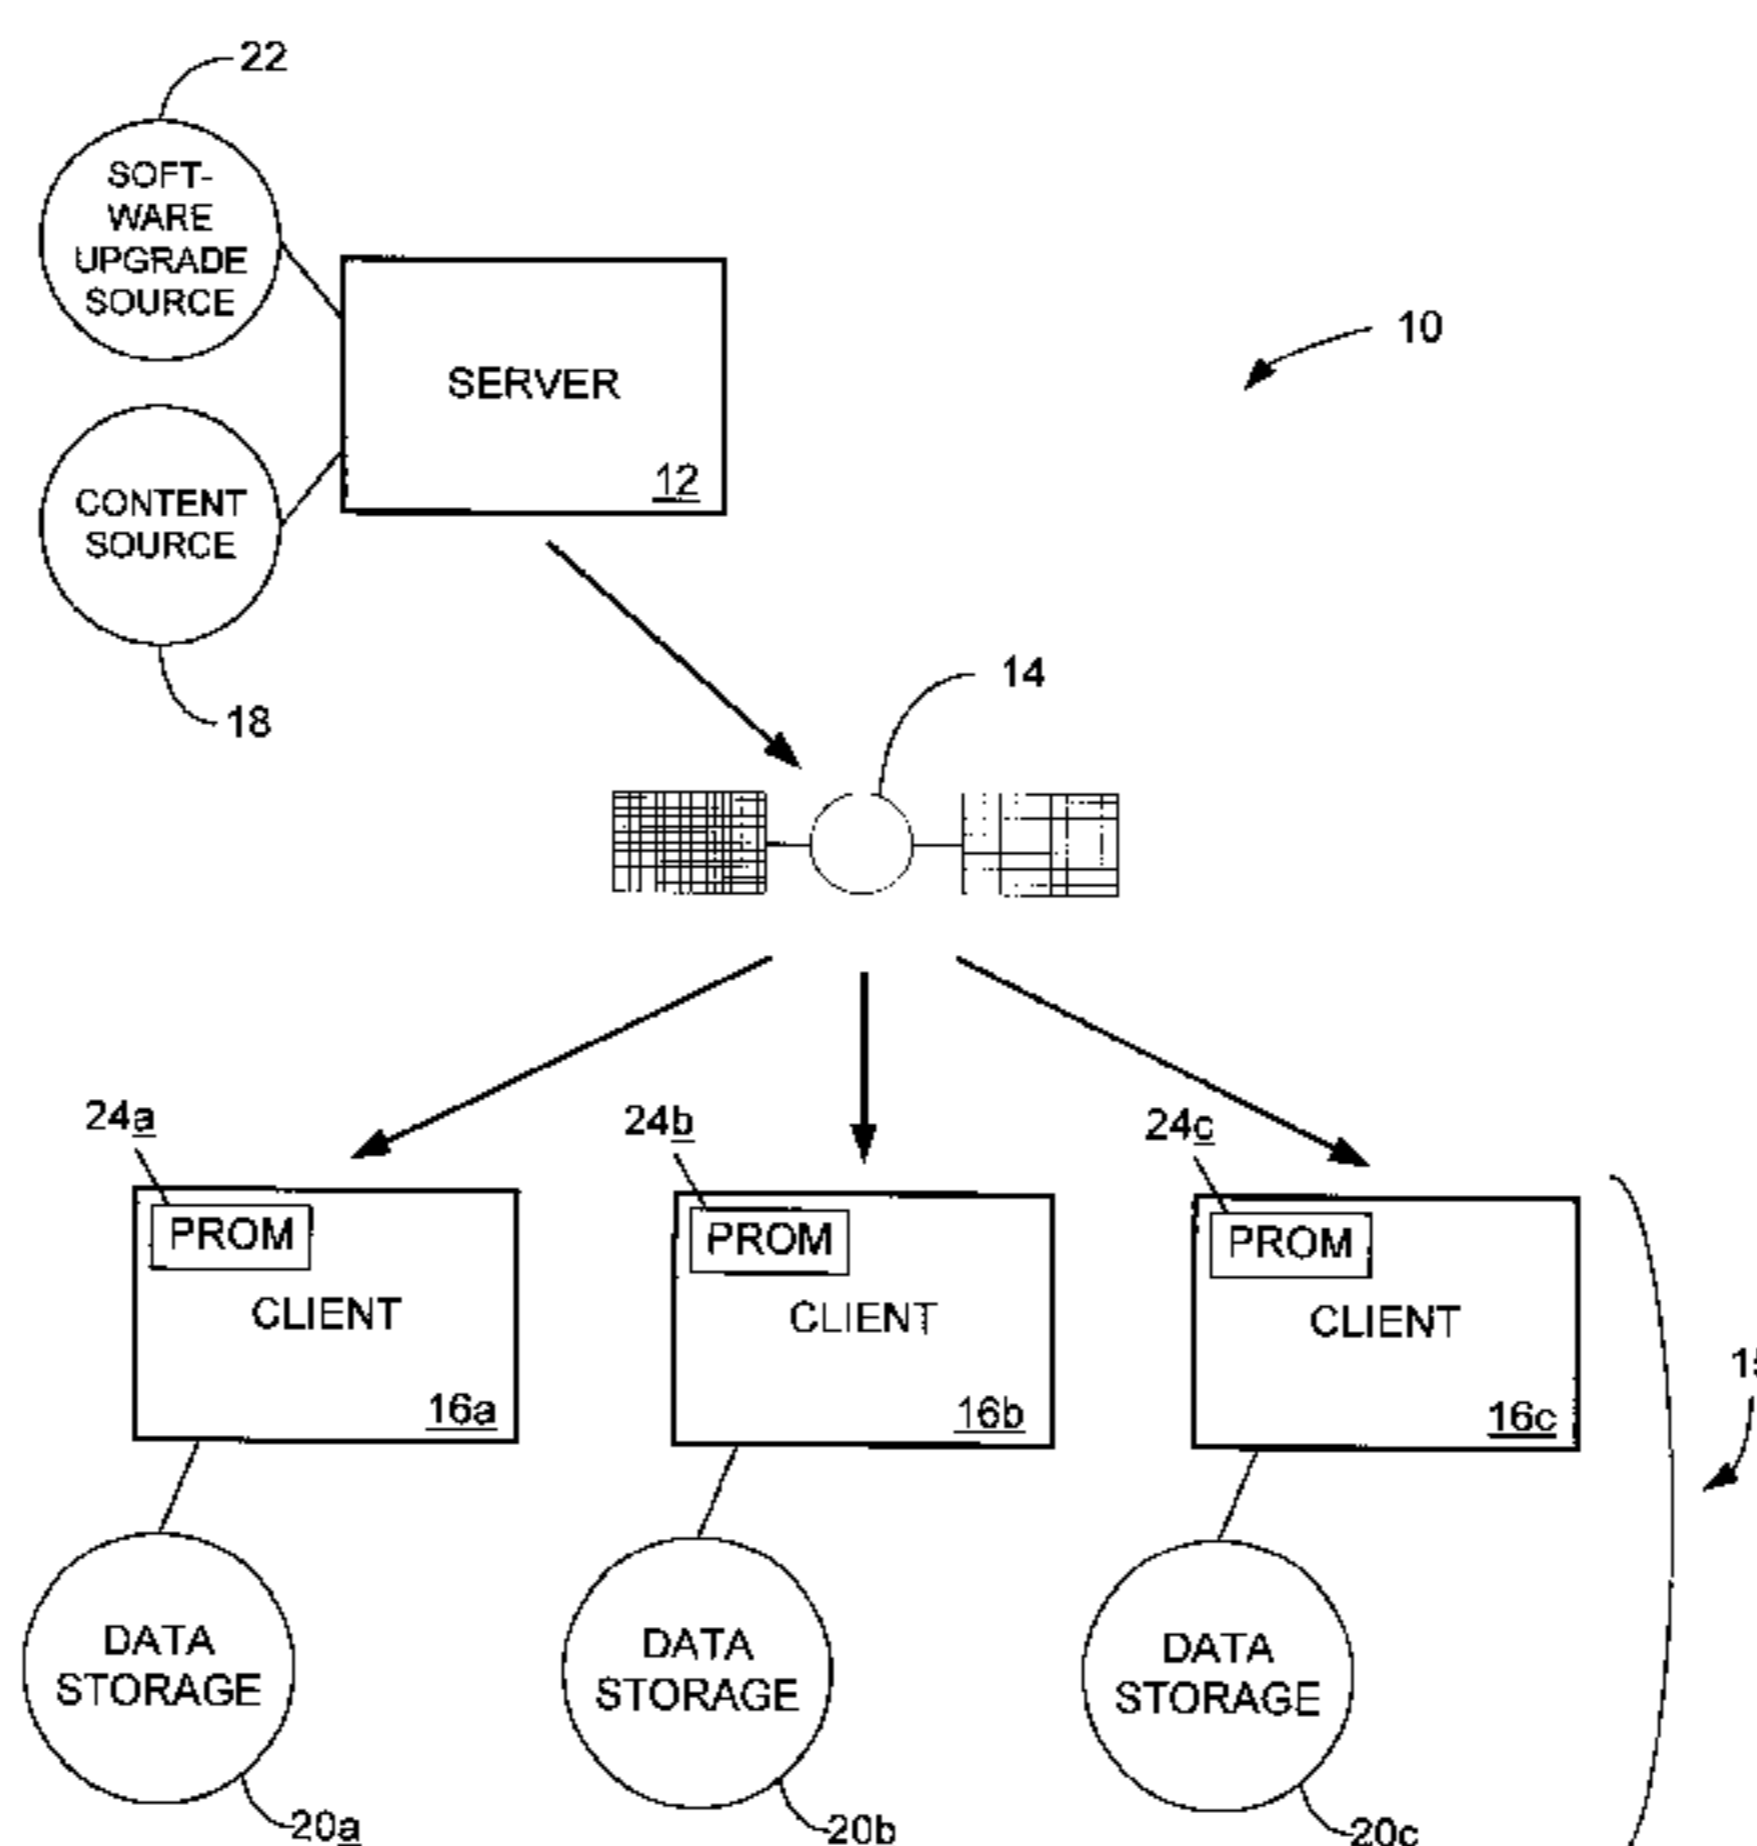 22
SOFT-
WARE
UPGRADE
SOURCE
10
SERVER
12
CONTENT
SOURCE
18
14
24a
24b
24c
PROM
PROM
PROM
CLIENT
CLIENT
CLIENT
16a
16b
16c
DATA
STORAGE
DATA
STORAGE
DATA
STORAGE
20a
20b
20c